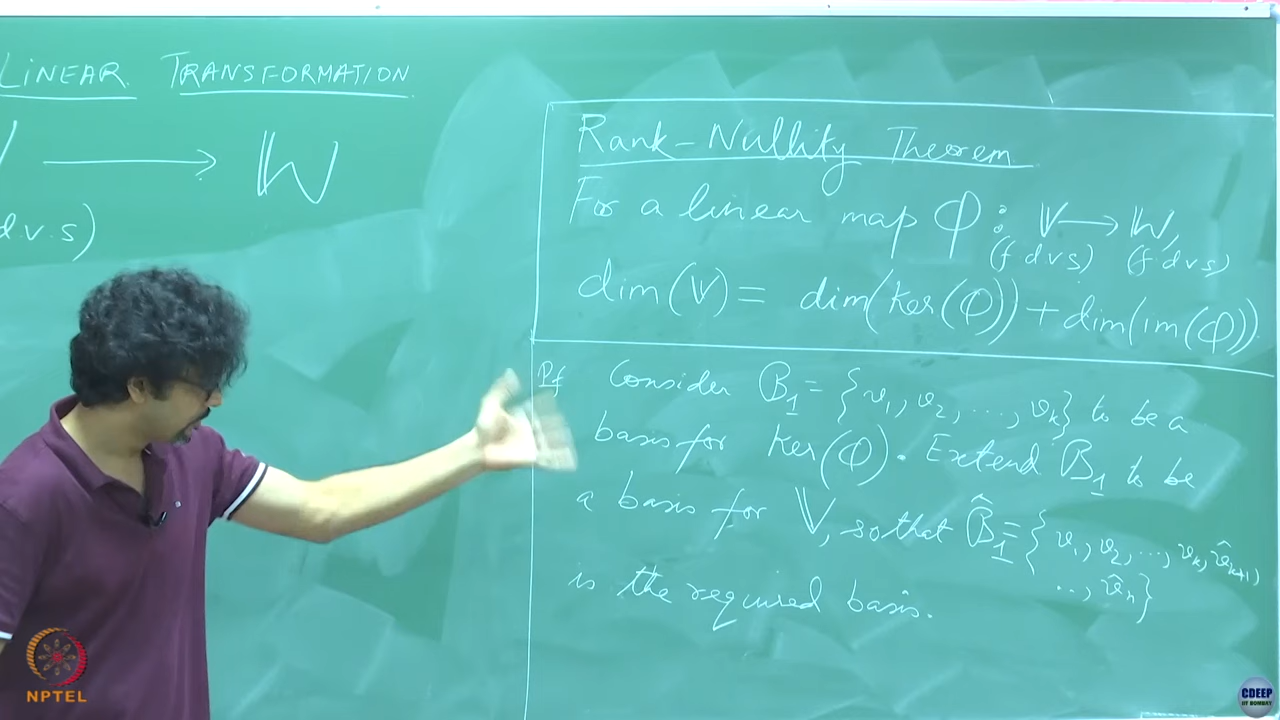 LINEAR TRANSFORMATION
V ⟶ W
d.v.s)
Rank-Nullity Theorem
For a linear map φ : V ⟶ W,
(f d v s) (f d v s)
dim(V) = dim(ker(φ)) + dim(im(φ)).
Pf Consider B₁ = {v₁, v₂, ..., vₖ} to be a
basis for ker(φ). Extend B₁ to be
a basis for V, so that B̂₁ = {v₁, v₂, ..., vₖ, v̂ₖ₊₁,
.., v̂ₙ}
is the required basis.
NPTEL
CDEEP
IIT BOMBAY